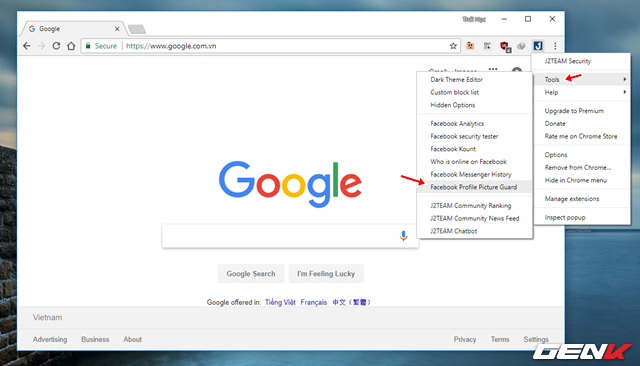 Google
Thái Ngọc
Secure https://www.google.com.vn
J2TEAM Security
Tools
Help
Upgrade to Premium
Donate
Rate me on Chrome Store
Options
Remove from Chrome...
Hide in Chrome menu
Manage extensions
Inspect popup
Dark Theme Editor
Custom block list
Hidden Options
Facebook Analytics
Facebook security tester
Facebook Kount
Who is online on Facebook
Facebook Messenger History
Facebook Profile Picture Guard
J2TEAM Community Ranking
J2TEAM Community News Feed
J2TEAM Chatbot
Google
Google Search I'm Feeling Lucky
Google offered in: Tiếng Việt Français 中文（繁體）
Vietnam
Advertising Business About Privacy Terms Settings
GENK